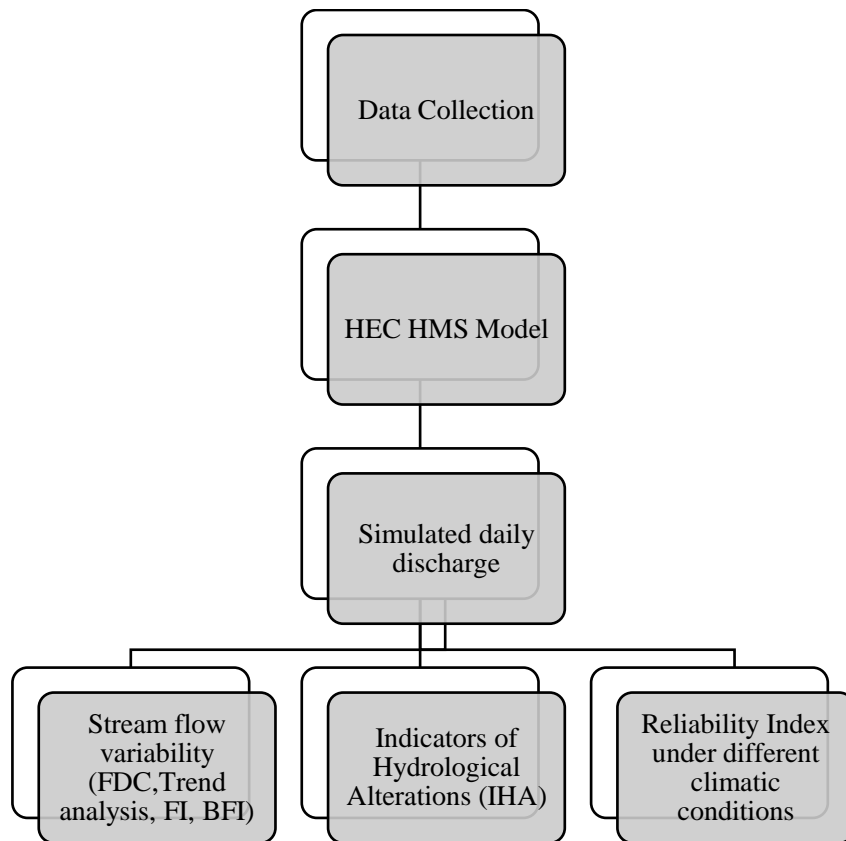 Data Collection
HEC HMS Model
Simulated daily
discharge
Stream flow
variability
(FDC,Trend
analysis, FI, BFI)
Indicators of
Hydrological
Alterations (IHA)
Reliability Index
under different
climatic
conditions